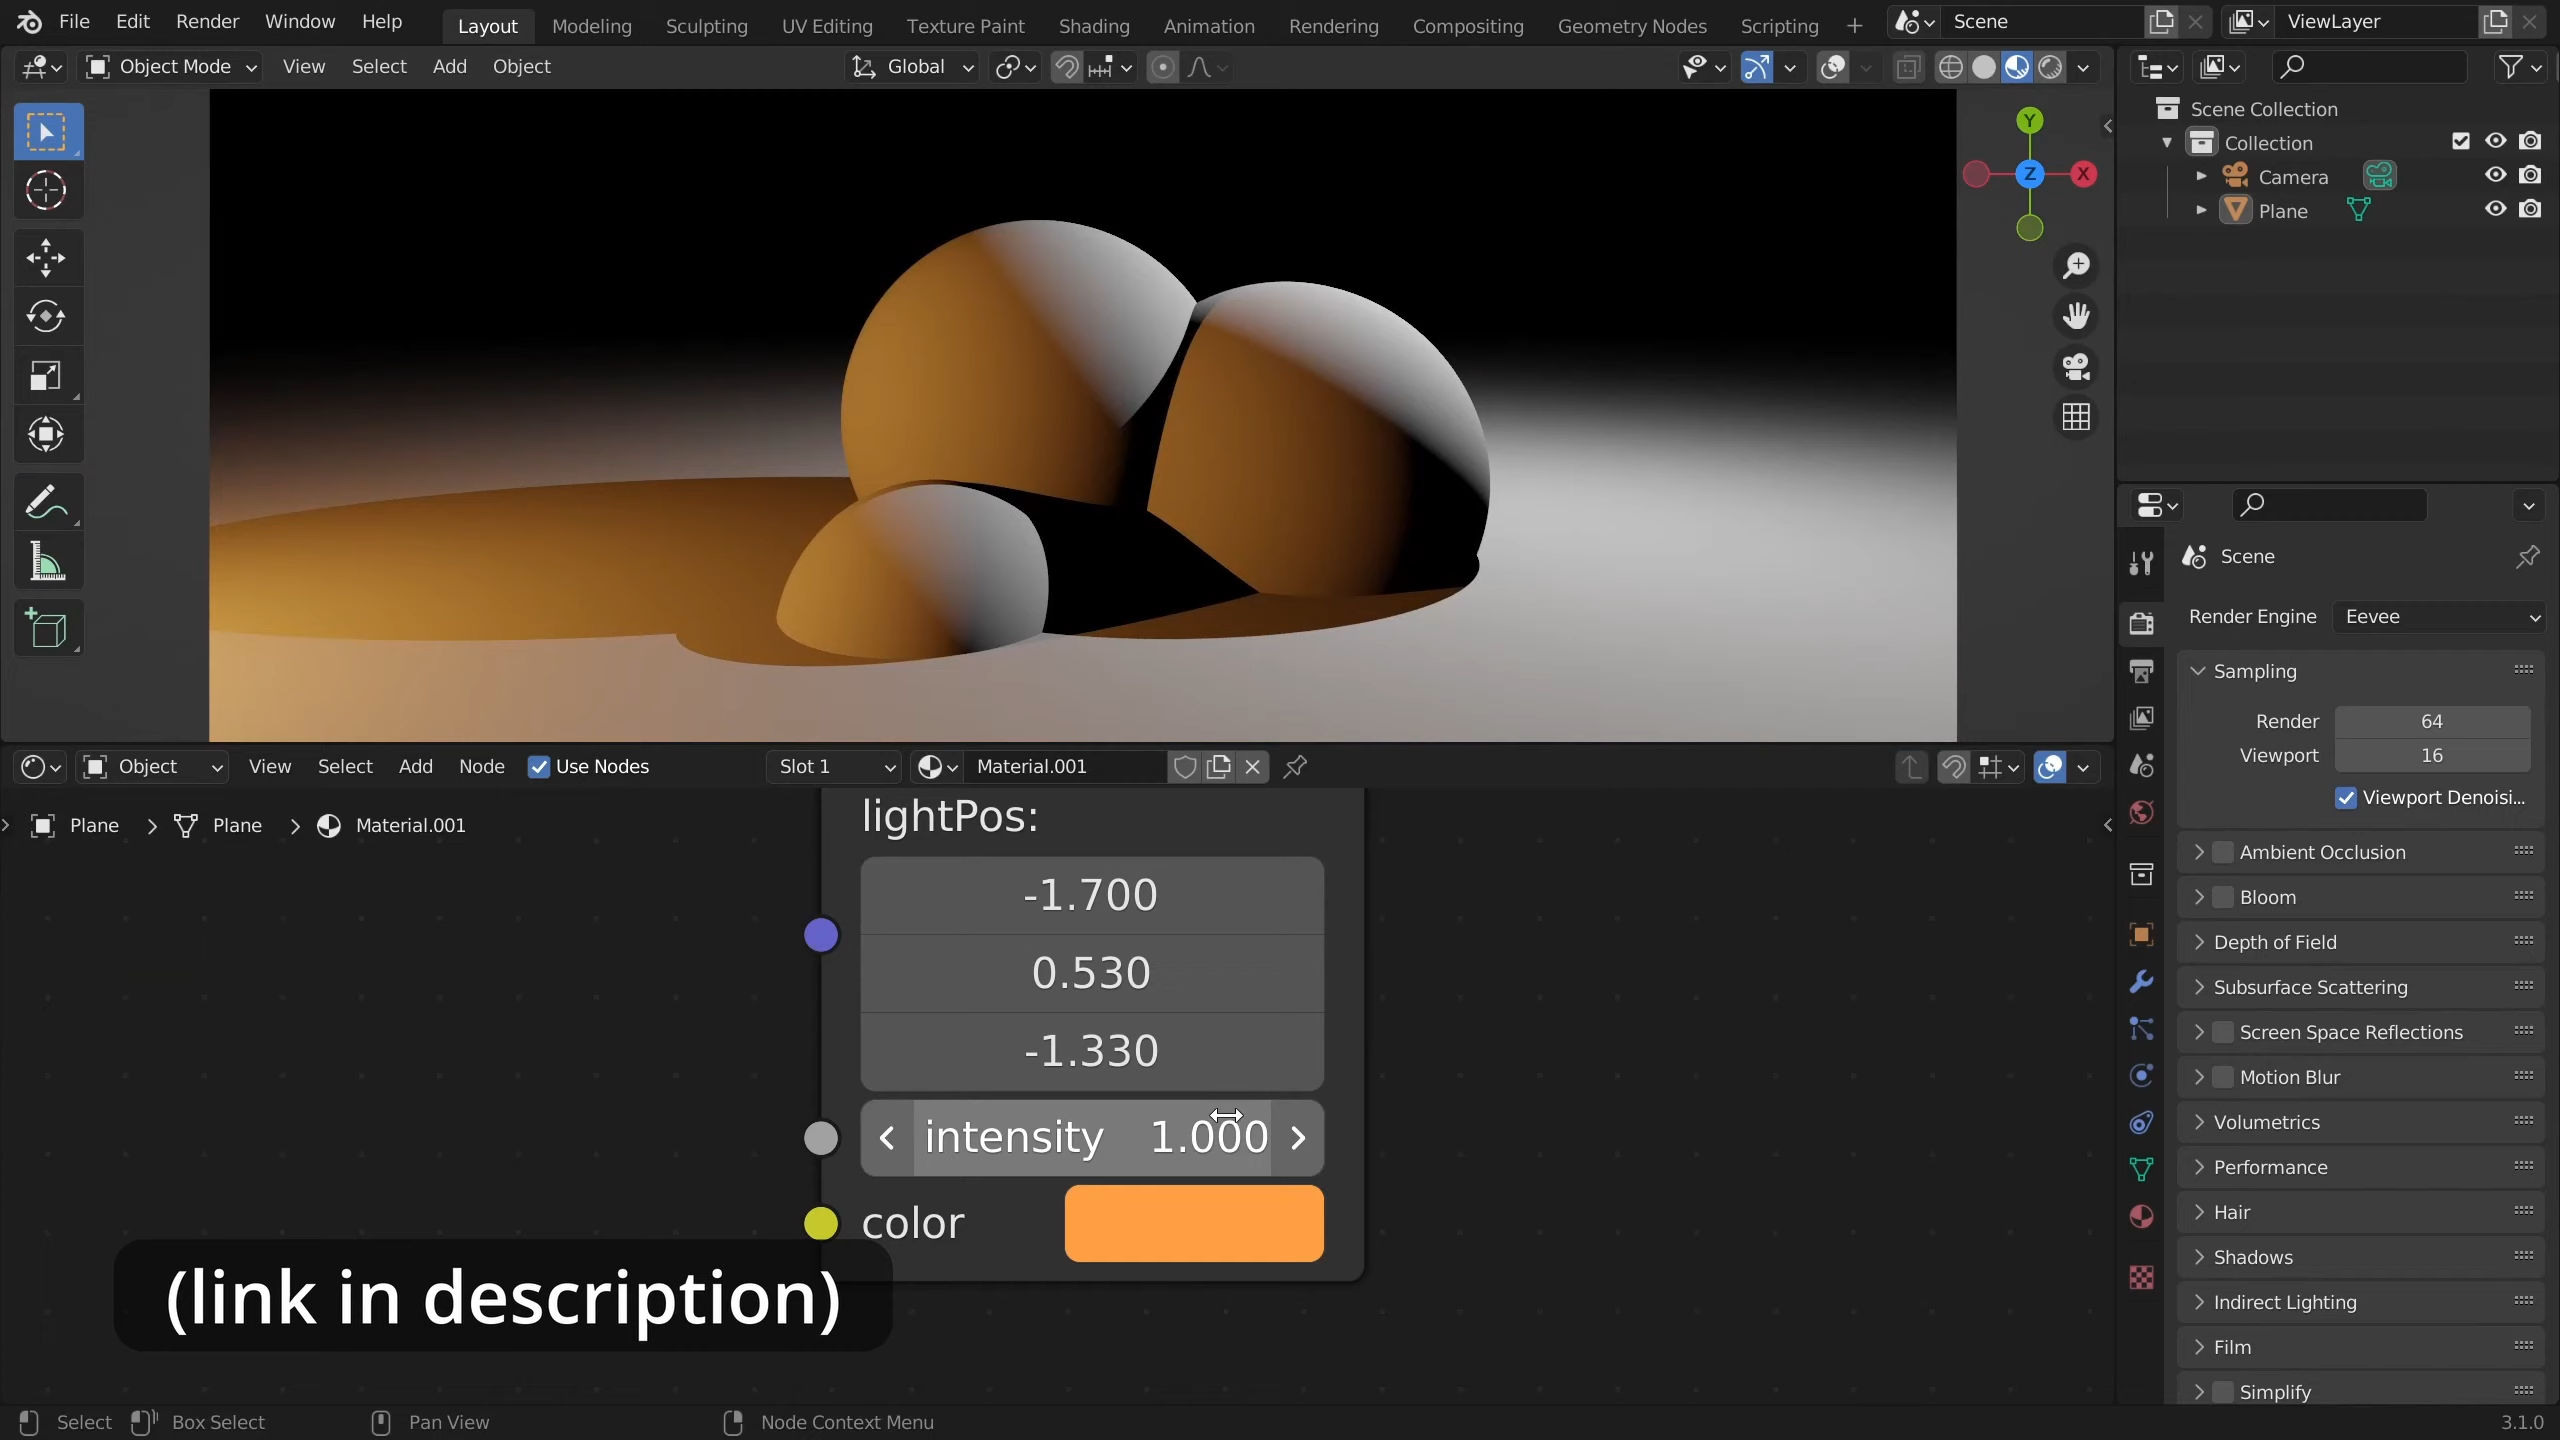 File Edit Render Window Help Layout Modeling Sculpting UV Editing Texture Paint Shading Animation Rendering Compositing Geometry Nodes Scripting + Scene ViewLayer
Object Mode View Select Add Object Global
Y
Z X
Scene Collection
Collection
Camera
Plane
Scene
Render Engine Eevee
Sampling
Render 64
Viewport 16
Viewport Denoisi...
Ambient Occlusion
Bloom
Depth of Field
Subsurface Scattering
Screen Space Reflections
Motion Blur
Volumetrics
Performance
Hair
Shadows
Indirect Lighting
Film
Simplify
Object View Select Add Node Use Nodes Slot 1 Material.001
Plane > Plane > Material.001
lightPos:
-1.700
0.530
-1.330
intensity 1.000
color
(link in description)
Select Box Select Pan View Node Context Menu 3.1.0